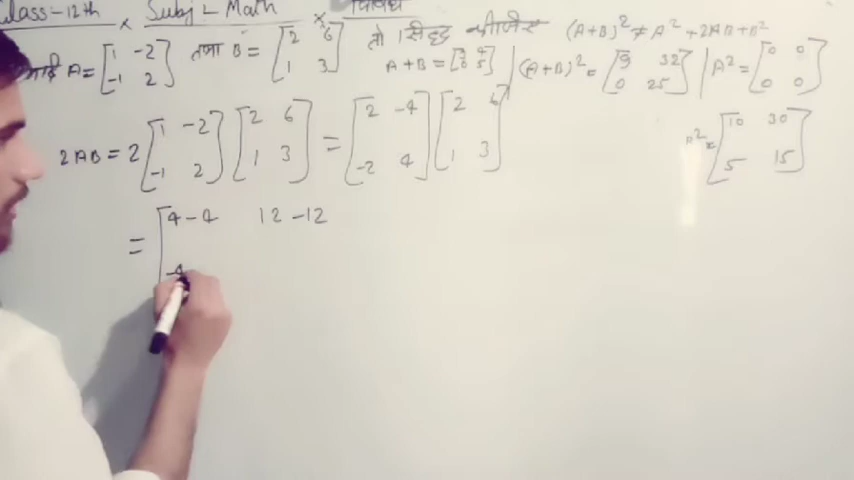 Class-12th × Subj - Math × विविध
यदि A = [1 -2 -1 2] तथा B = [2 6 1 3] तो सिद्ध कीजिए (A+B)² ≠ A² + 2AB + B²
A+B = [3 4 0 5] | (A+B)² = [9 32 0 25] | A² = [0 0 0 0]
2AB = 2 [1 -2 -1 2] [2 6 1 3] = [2 -4 -2 4] [2 6 1 3]
[10 30 5 15]
= [4-4 12-12
-4